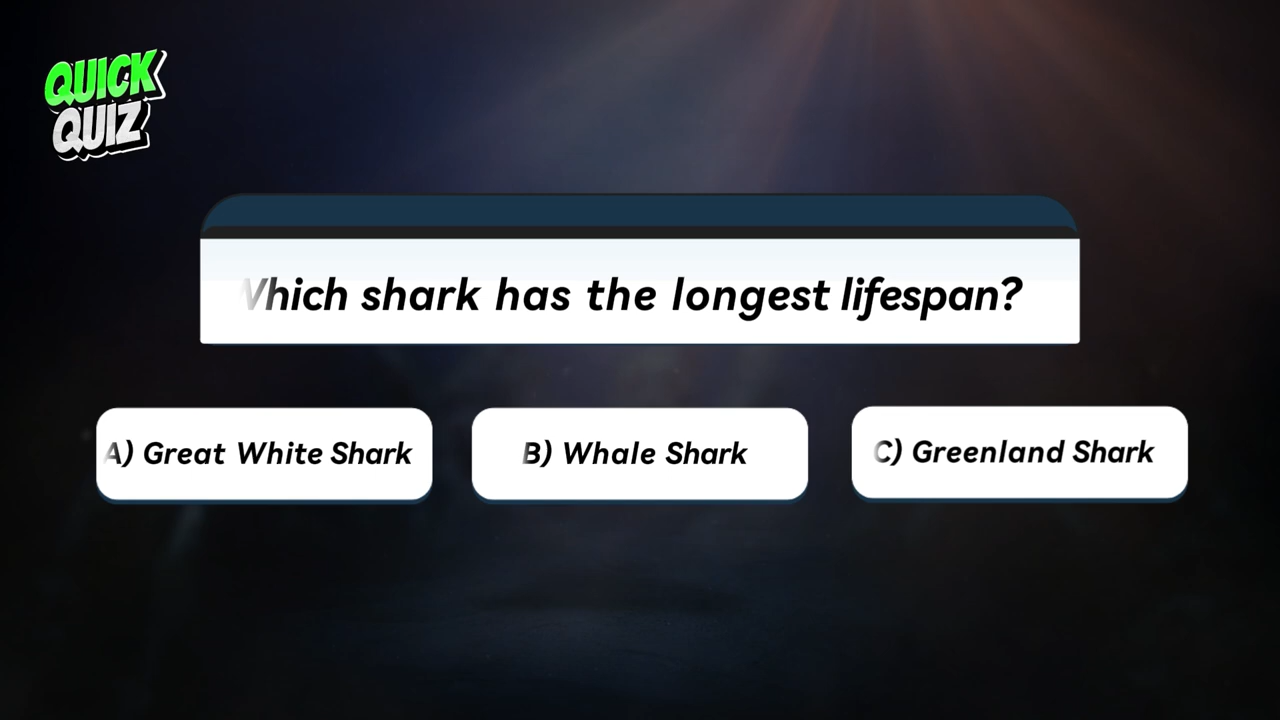 QUICK
QUIZ
Which shark has the longest lifespan?
A) Great White Shark
B) Whale Shark
C) Greenland Shark